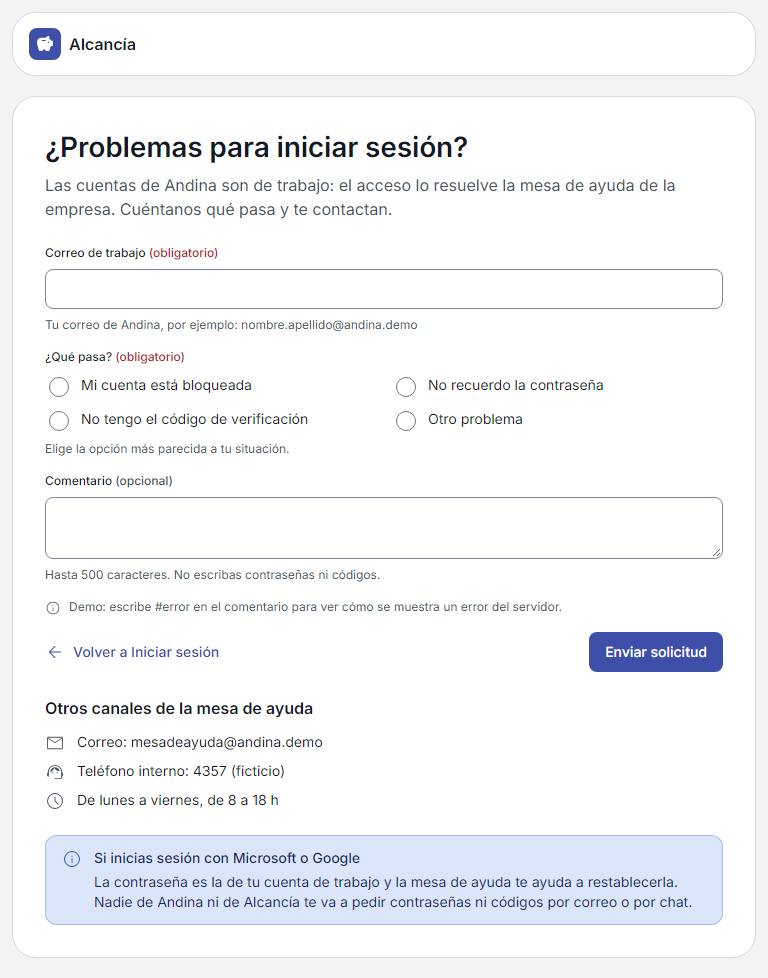 Alcancía
¿Problemas para iniciar sesión?
Las cuentas de Andina son de trabajo: el acceso lo resuelve la mesa de ayuda de la
empresa. Cuéntanos qué pasa y te contactan.
Correo de trabajo (obligatorio)
Tu correo de Andina, por ejemplo: nombre.apellido@andina.demo
¿Qué pasa? (obligatorio)
Mi cuenta está bloqueada
No recuerdo la contraseña
No tengo el código de verificación
Otro problema
Elige la opción más parecida a tu situación.
Comentario (opcional)
Hasta 500 caracteres. No escribas contraseñas ni códigos.
Demo: escribe #error en el comentario para ver cómo se muestra un error del servidor.
Volver a Iniciar sesión
Enviar solicitud
Otros canales de la mesa de ayuda
Correo: mesadeayuda@andina.demo
Teléfono interno: 4357 (ficticio)
De lunes a viernes, de 8 a 18 h
Si inicias sesión con Microsoft o Google
La contraseña es la de tu cuenta de trabajo y la mesa de ayuda te ayuda a restablecerla.
Nadie de Andina ni de Alcancía te va a pedir contraseñas ni códigos por correo o por chat.